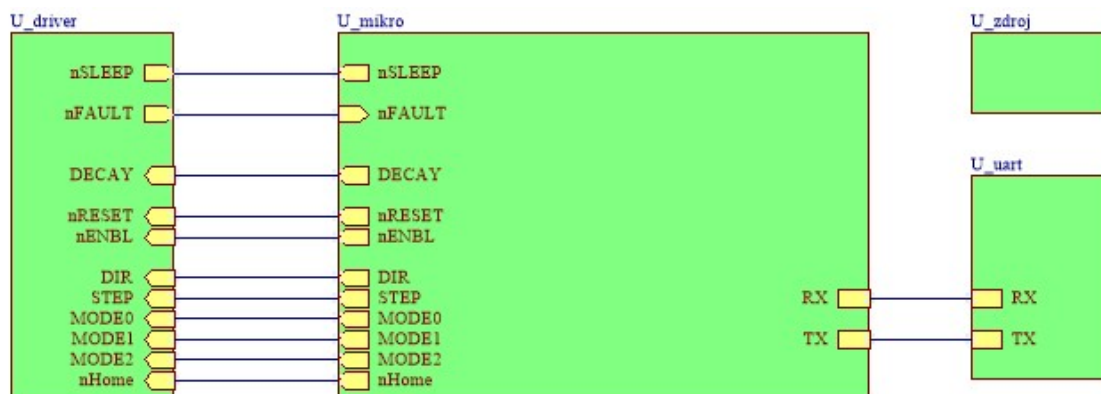 U_driver U_mikro U_zdroj
nSLEEP nSLEEP
nFAULT nFAULT
U_uart
DECAY DECAY
nRESET nRESET
nENBL nENBL
DIR DIR
STEP STEP RX RX
MODE0 MODE0
MODE1 MODE1 TX TX
MODE2 MODE2
nHome nHome